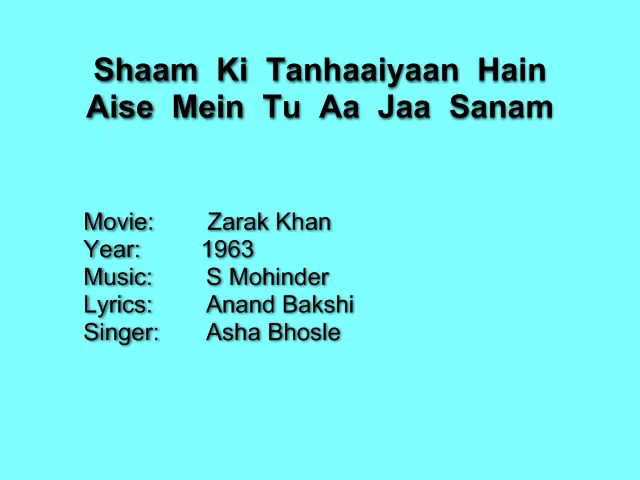 Shaam Ki Tanhaaiyaan Hain
Aise Mein Tu Aa Jaa Sanam
Movie: Zarak Khan
Year: 1963
Music: S Mohinder
Lyrics: Anand Bakshi
Singer: Asha Bhosle